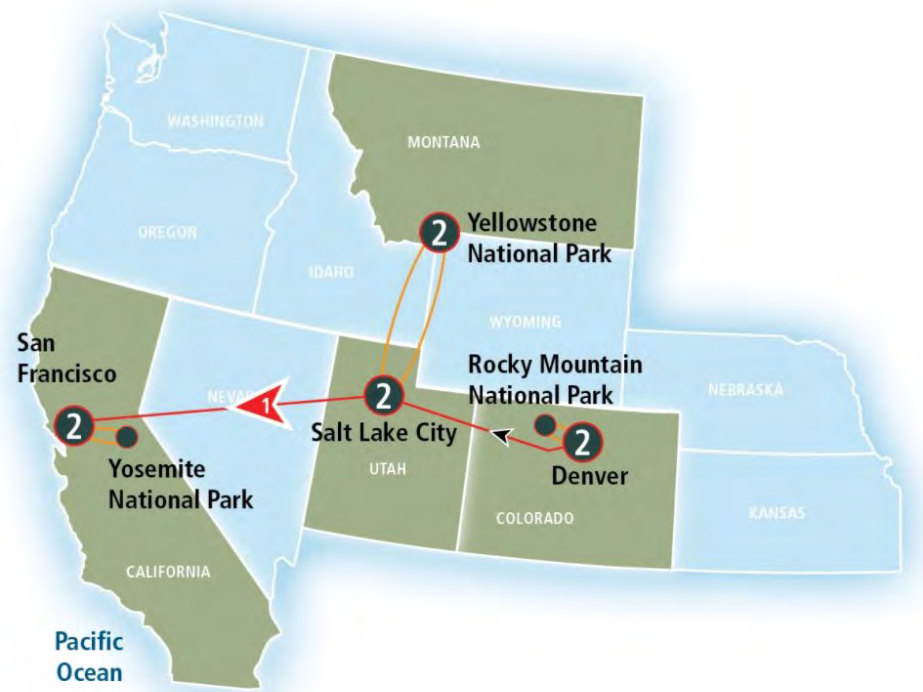 WASHINGTON
MONTANA
OREGON
IDAHO
2
Yellowstone
National Park
WYOMING
San
Francisco
NEVADA
1
2
Salt Lake City
Rocky Mountain
National Park
NEBRASKA
2
Yosemite
National Park
UTAH
2
Denver
COLORADO
KANSAS
CALIFORNIA
Pacific
Ocean